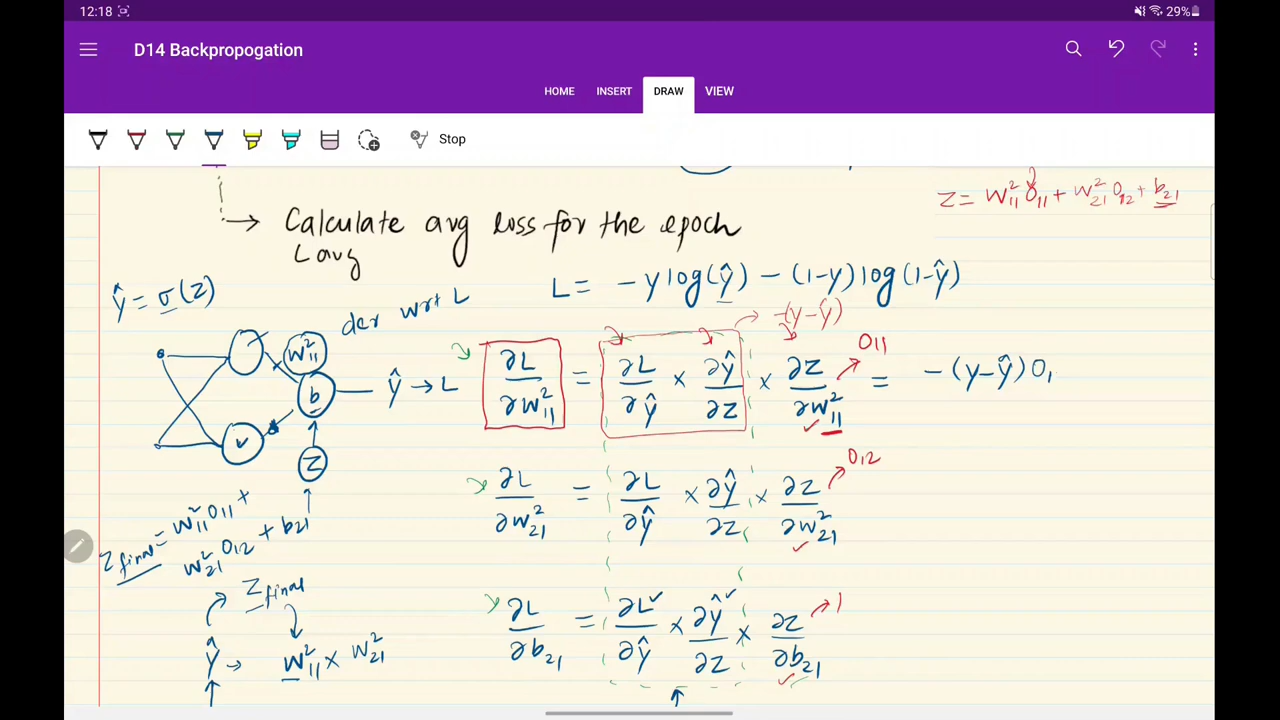 12:18 29%
D14 Backpropogation
HOME INSERT DRAW VIEW
Stop
Z = W²₁₁ O₁₁ + W²₂₁ O₁₂ + b₂₁
Calculate avg loss for the epoch
Lavg
L = -y log(ŷ) - (1-y) log(1-ŷ)
ŷ = σ(z)
der wrt L
-(y-ŷ)
W²₁₁
b
ŷ → L
∂L/∂W²₁₁ = ∂L/∂ŷ × ∂ŷ/∂z × ∂z/∂W²₁₁ = -(y-ŷ) O₁
O11
Z
∂L/∂W²₂₁ = ∂L/∂ŷ × ∂ŷ/∂z × ∂z/∂W²₂₁
O12
Zfinal = W²₁₁ O₁₁ +
W²₂₁ O₁₂ + b₂₁
Zfinal
∂L/∂b₂₁ = ∂L/∂ŷ × ∂ŷ/∂z × ∂z/∂b₂₁
1
ŷ → W²₁₁ × W²₂₁